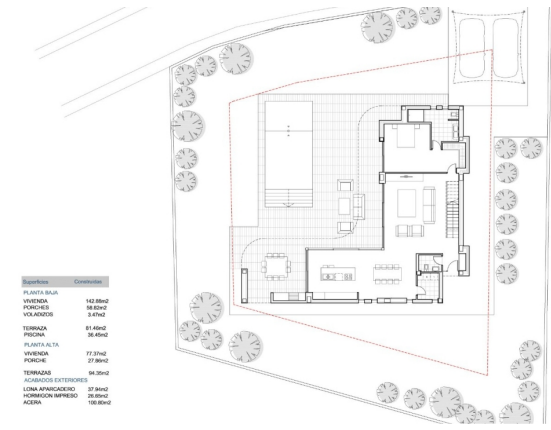 Superficies Construidas
PLANTA BAJA
VIVIENDA 142.88m2
PORCHES 58.62m2
VOLADIZOS 3.47m2
TERRAZA 81.46m2
PISCINA 36.45m2
PLANTA ALTA
VIVIENDA 77.37m2
PORCHE 27.86m2
TERRAZAS 94.35m2
ACABADOS EXTERIORES
LONA APARCADERO 37.94m2
HORMIGON IMPRESO 26.65m2
ACERA 100.80m2